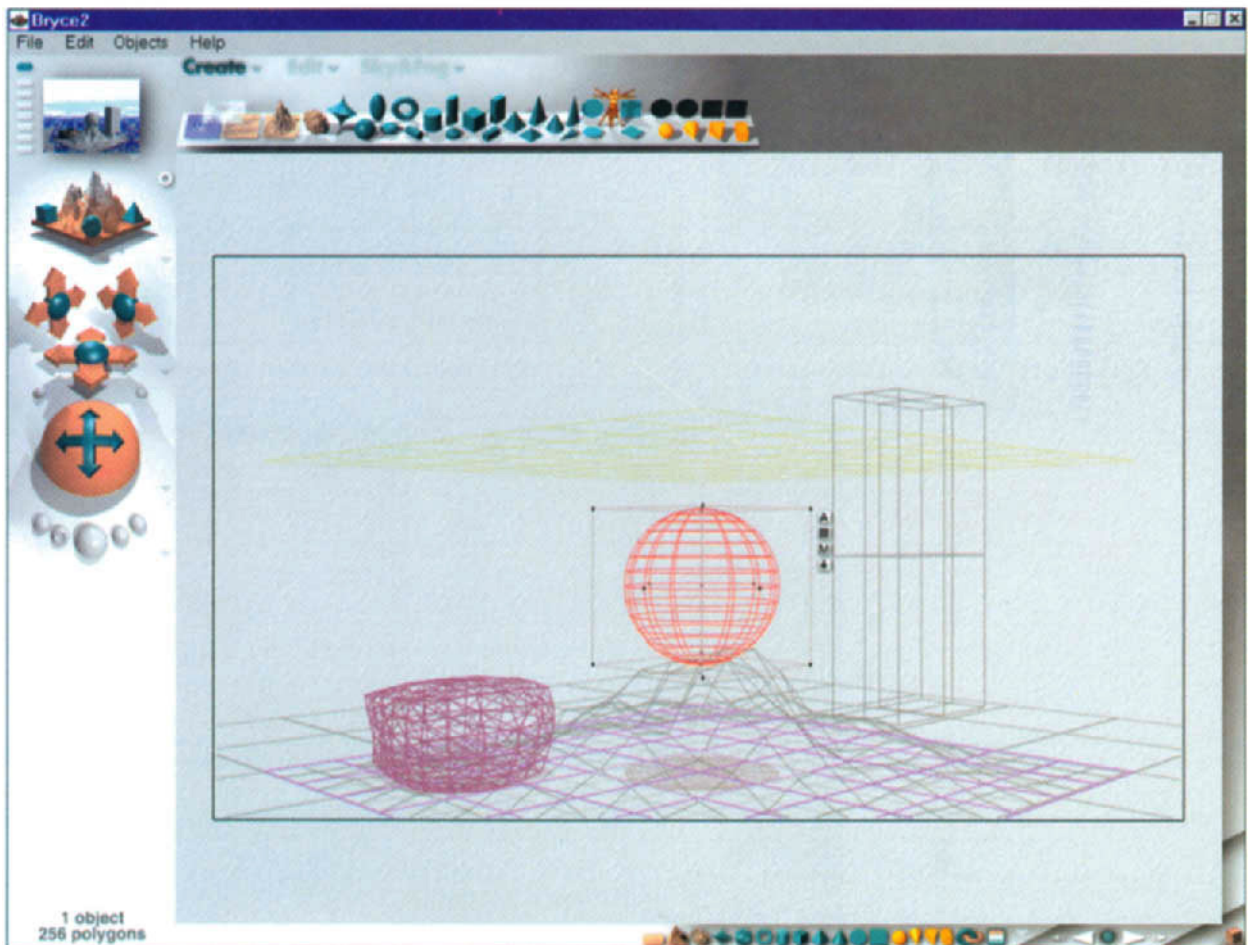 Bryce2
File Edit Objects Help
Create Edit Sky&Fog
A
M
1 object
256 polygons